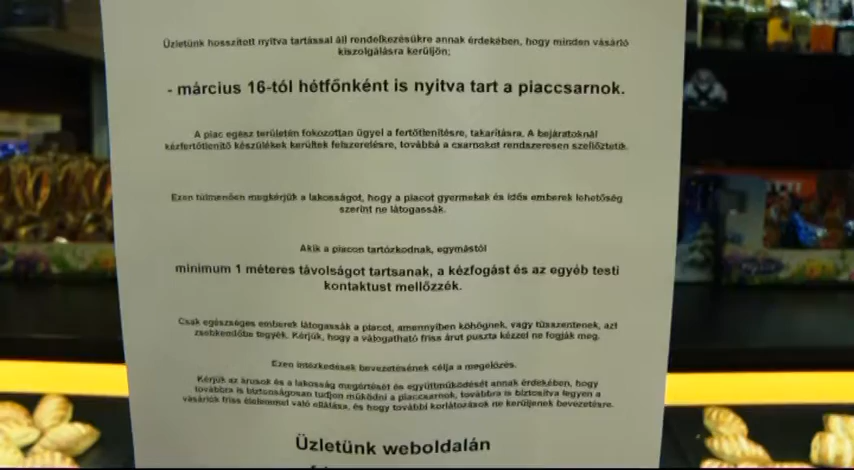 Üzletünk hosszított nyitva tartással áll rendelkezésükre annak érdekében, hogy minden vásárló
kiszolgálásra kerüljön;
- március 16-tól hétfőnként is nyitva tart a piaccsarnok.
A piac egész területén fokozottan ügyel a fertőtlenítésre, takarításra. A bejáratoknál
kézfertőtlenítő készülékek kerültek felszerelésre, továbbá a csarnokot rendszeresen szellőztetik.
Ezen túlmenően megkérjük a lakosságot, hogy a piacot gyermekek és idős emberek lehetőség
szerint ne látogassák.
Akik a piacon tartózkodnak, egymástól
minimum 1 méteres távolságot tartsanak, a kézfogást és az egyéb testi
kontaktust mellőzzék.
Csak egészséges emberek látogassák a piacot, amennyiben köhögnek, vagy tüsszentenek, azt
zsebkendőbe tegyék. Kérjük, hogy a válogatható friss árut puszta kézzel ne fogják meg.
Ezen intézkedések bevezetésének célja a megelőzés.
Kérjük az árusok és a lakosság megértését és együttműködését annak érdekében, hogy
továbbra is biztonságosan tudjon működni a piaccsarnok, továbbra is biztosítva legyen a
vásárlók friss élelemmel való ellátása, és hogy további korlátozások ne kerüljenek bevezetésre.
Üzletünk weboldalán